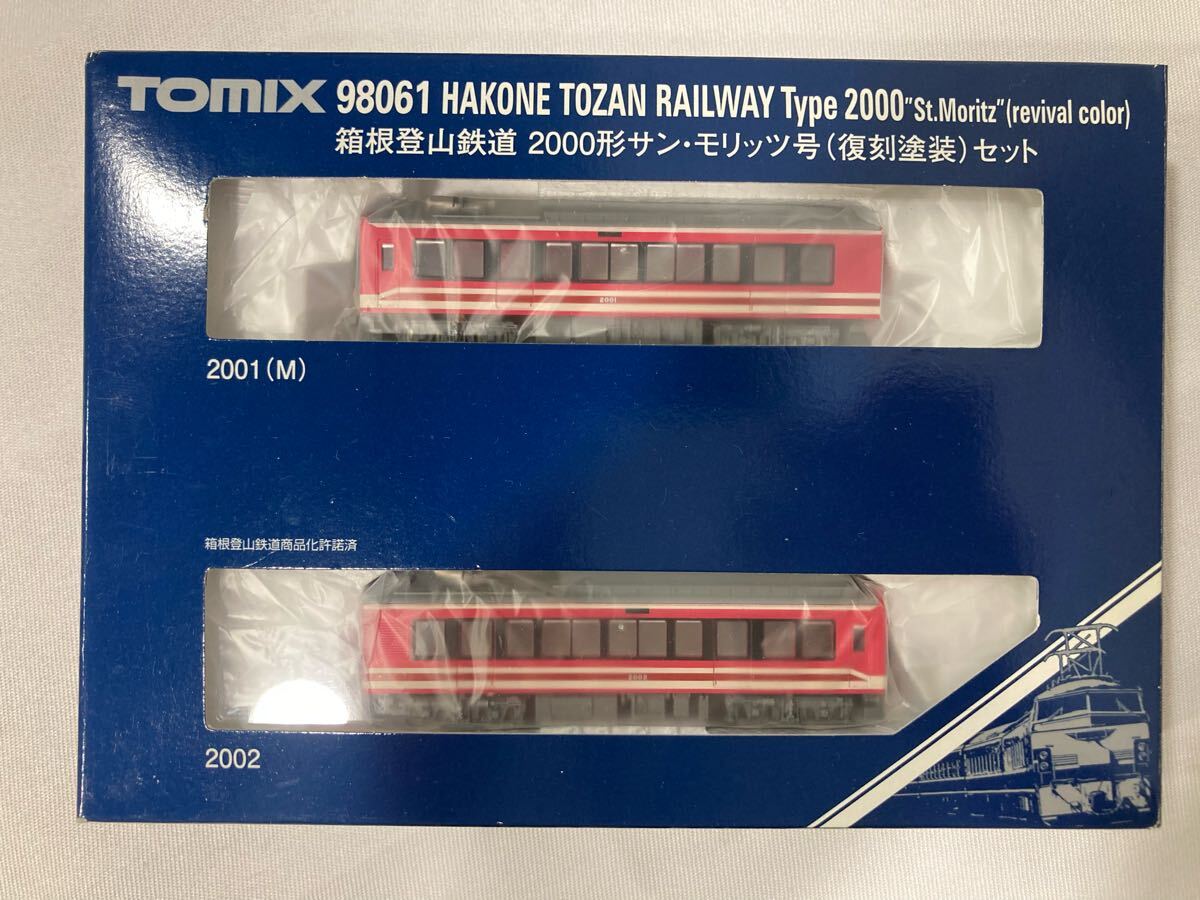 TOMIX 98061 HAKONE TOZAN RAILWAY Type 2000"St.Moritz"(revival color)
箱根登山鉄道 2000形サン・モリッツ号(復刻塗装)セット
2001
2001(M)
箱根登山鉄道商品化許諾済
2002
2002